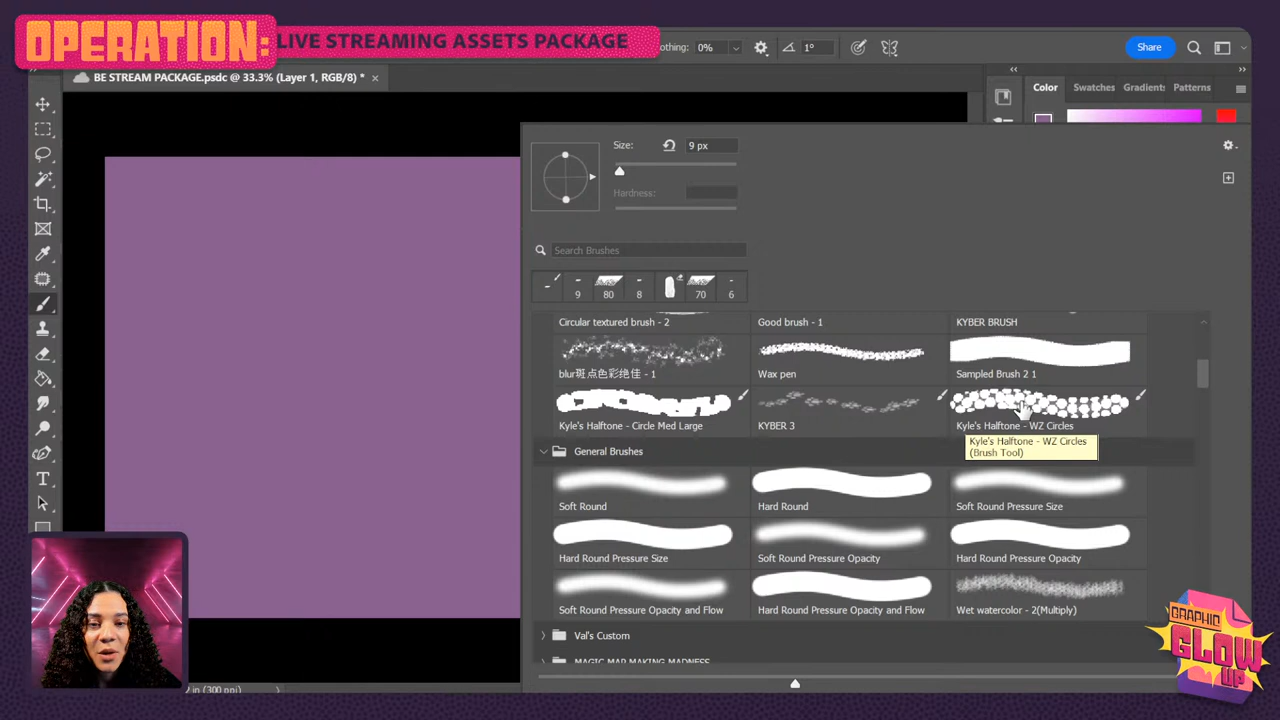 OPERATION:
LIVE STREAMING ASSETS PACKAGE
othing: 0%
1°
Share
BE STREAM PACKAGE.psdc @ 33.3% (Layer 1, RGB/8) *
Color
Swatches
Gradient:
Patterns
Size:
9 px
Hardness:
Search Brushes
9
80
8
70
6
Circular textured brush - 2
Good brush - 1
KYBER BRUSH
blur斑点色彩绝佳 - 1
Wax pen
Sampled Brush 2 1
Kyle's Halftone - Circle Med Large
KYBER 3
Kyle's Halftone - WZ Circles
Kyle's Halftone - WZ Circles
(Brush Tool)
General Brushes
Soft Round
Hard Round
Soft Round Pressure Size
Hard Round Pressure Size
Soft Round Pressure Opacity
Hard Round Pressure Opacity
Soft Round Pressure Opacity and Flow
Hard Round Pressure Opacity and Flow
Wet watercolor - 2(Multiply)
Val's Custom
MAGIC MAP MAKING MADNESS
2 in (300 ppi)
GRAPHIC
GLOW
UP